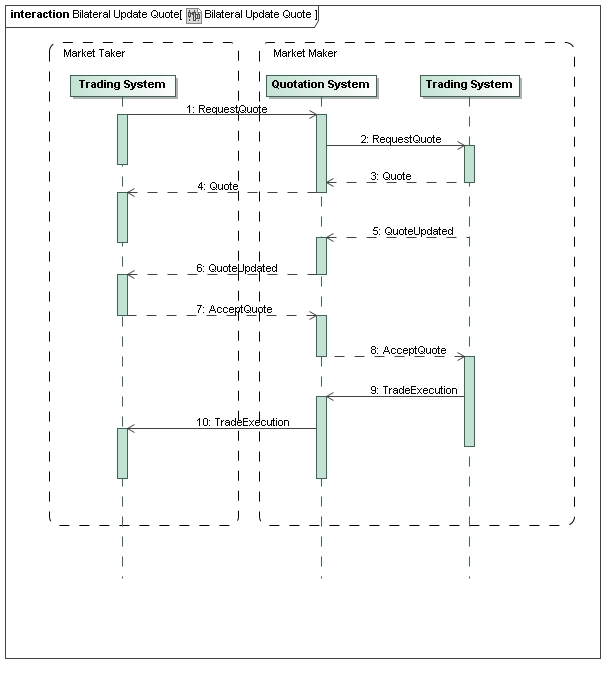 interaction Bilateral Update Quote[ Bilateral Update Quote ]
Market Taker
Market Maker
Trading System
Quotation System
Trading System
1: RequestQuote
2: RequestQuote
3: Quote
4: Quote
5: QuoteUpdated
6: QuoteUpdated
7: AcceptQuote
8: AcceptQuote
9: TradeExecution
10: TradeExecution